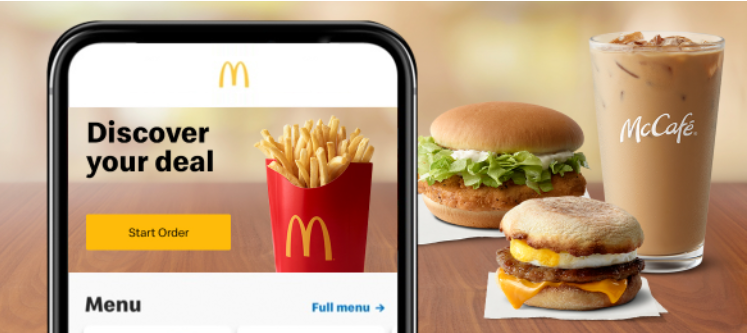 Discover
your deal
Start Order
Menu
Full menu →
McCafé